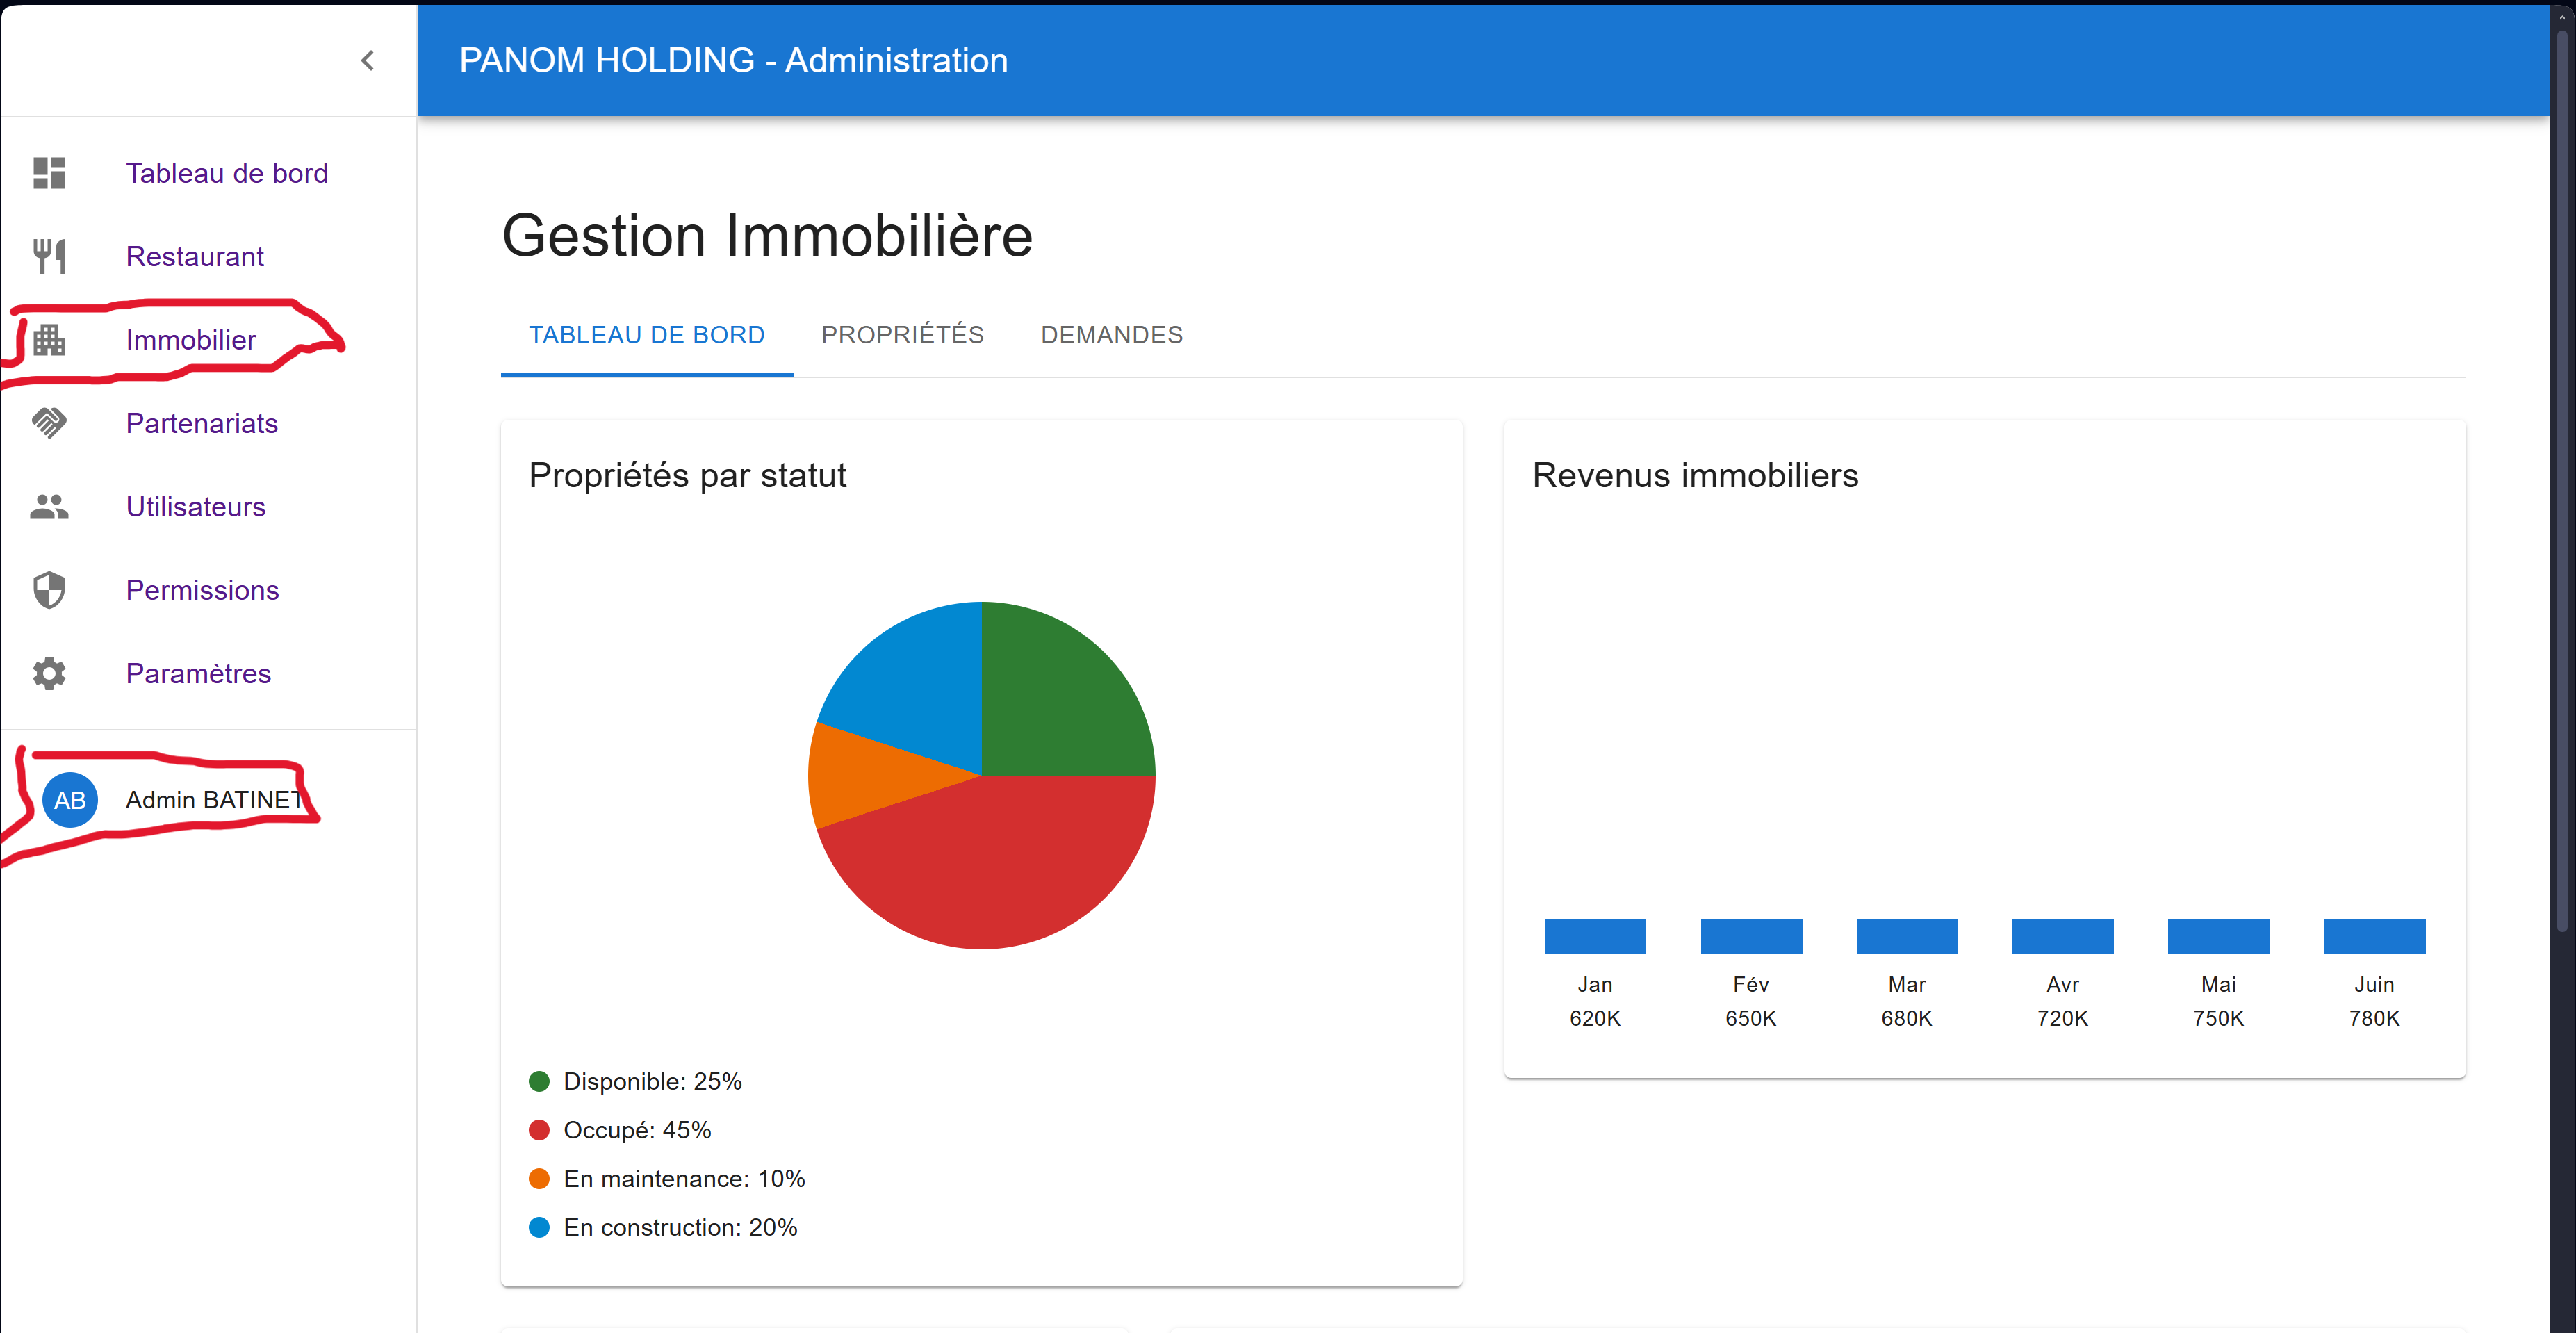 PANOM HOLDING - Administration
Tableau de bord
Restaurant
Immobilier
Partenariats
Utilisateurs
Permissions
Paramètres
AB
Admin BATINET
Gestion Immobilière
TABLEAU DE BORD
PROPRIÉTÉS
DEMANDES
Propriétés par statut
Disponible: 25%
Occupé: 45%
En maintenance: 10%
En construction: 20%
Revenus immobiliers
Jan Fév Mar Avr Mai Juin
620K 650K 680K 720K 750K 780K